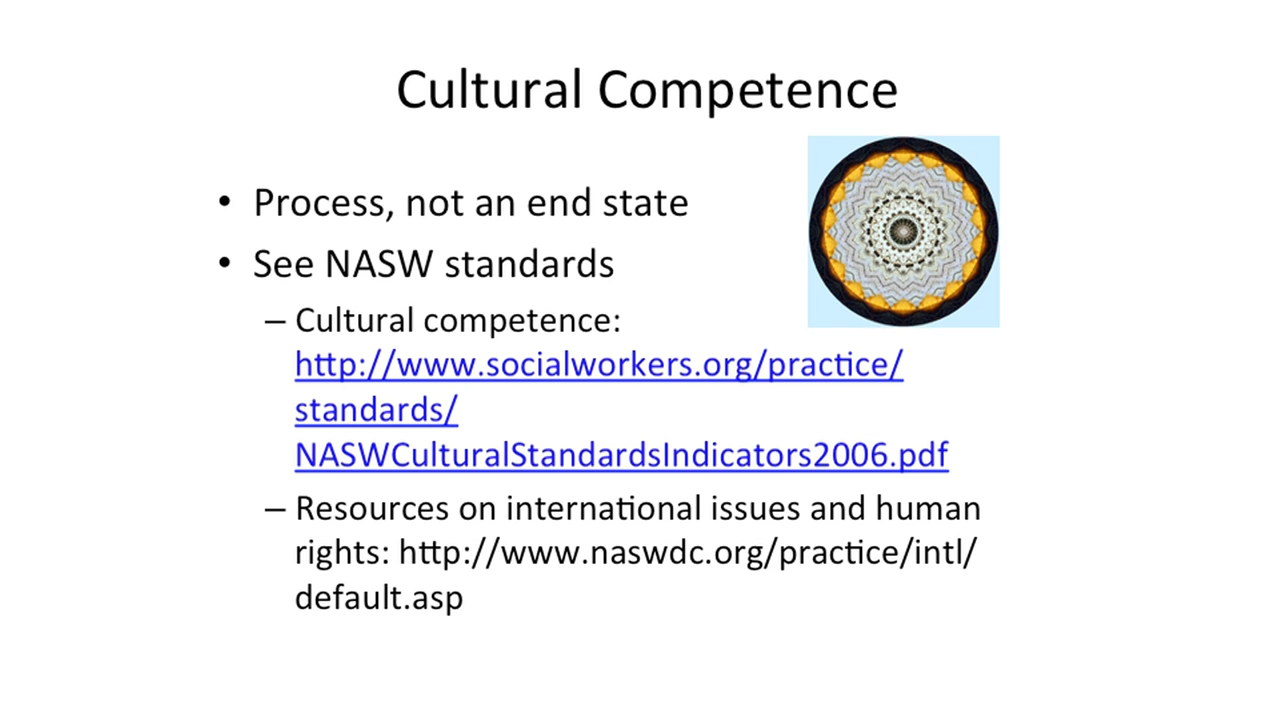 Cultural Competence
• Process, not an end state
• See NASW standards
– Cultural competence:
http://www.socialworkers.org/practice/
standards/
NASWCulturalStandardsIndicators2006.pdf
– Resources on international issues and human
rights: http://www.naswdc.org/practice/intl/
default.asp